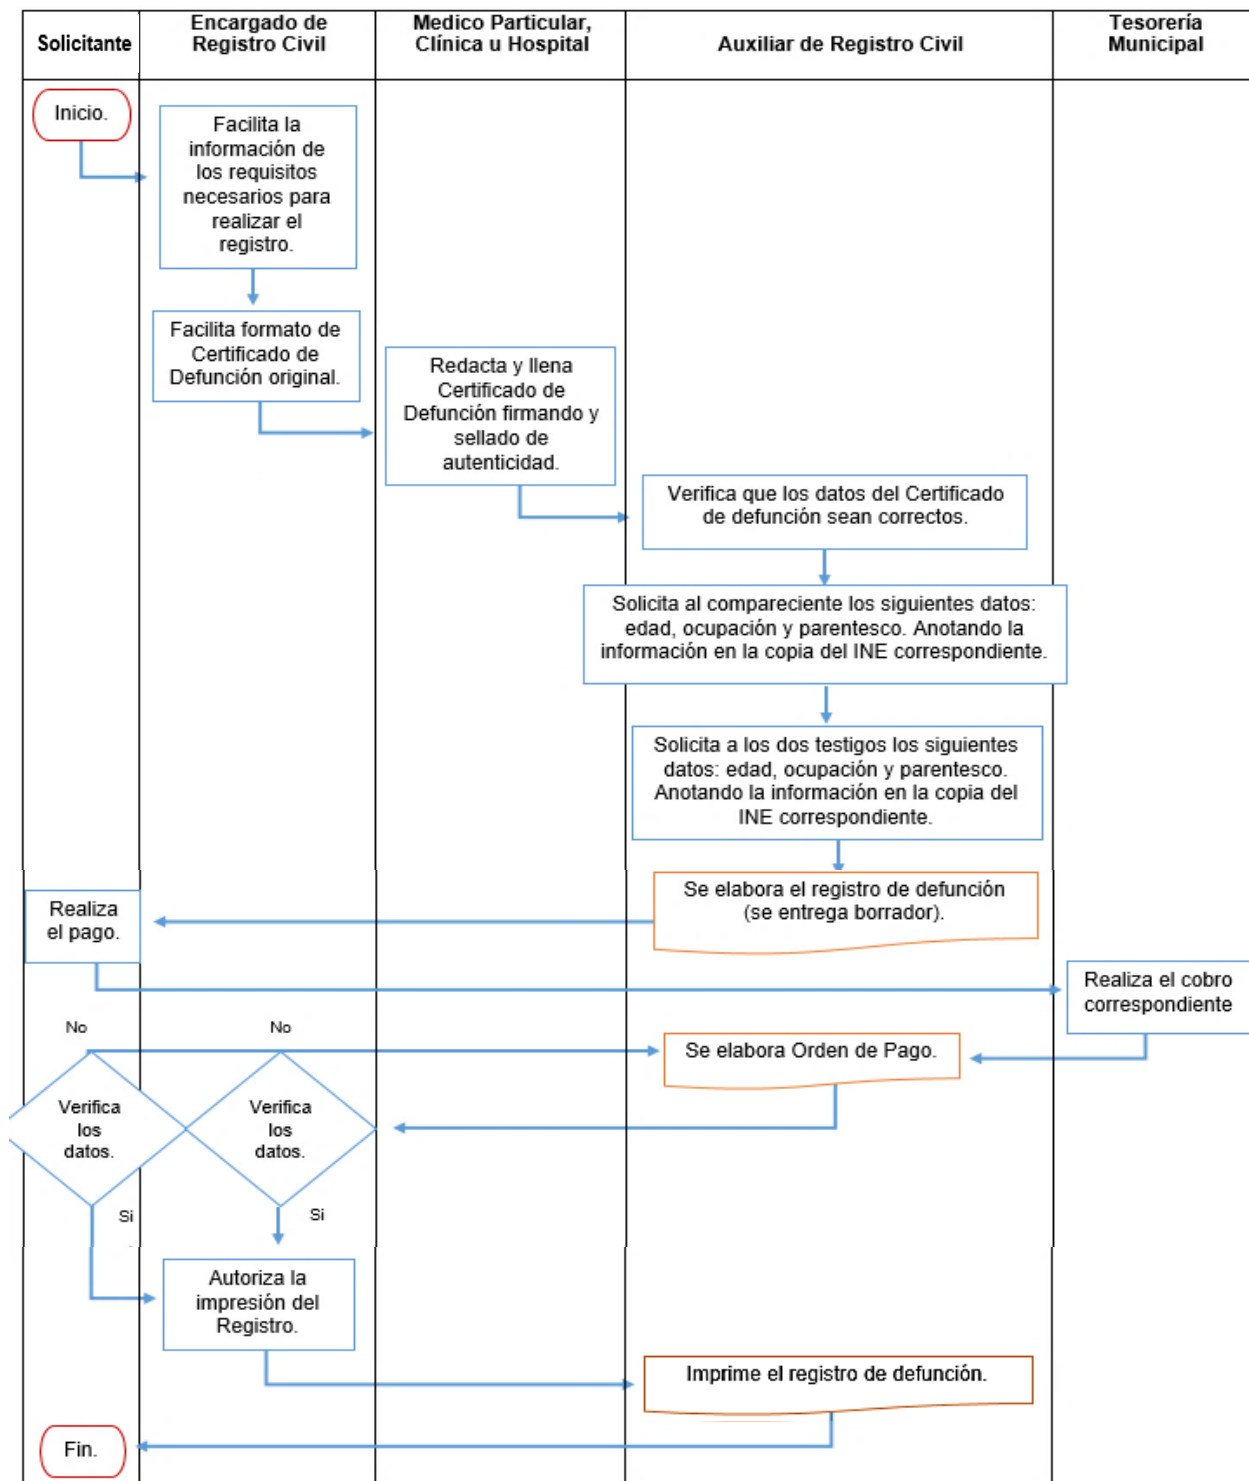 Solicitante
Encargado de
Registro Civil
Medico Particular,
Clínica u Hospital
Auxiliar de Registro Civil
Tesorería
Municipal
Inicio.
Facilita la
información de
los requisitos
necesarios para
realizar el
registro.
Facilita formato de
Certificado de
Defunción original.
Redacta y llena
Certificado de
Defunción firmando y
sellado de
autenticidad.
Verifica que los datos del Certificado
de defunción sean correctos.
Solicita al compareciente los siguientes datos:
edad, ocupación y parentesco. Anotando la
información en la copia del INE correspondiente.
Solicita a los dos testigos los siguientes
datos: edad, ocupación y parentesco.
Anotando la información en la copia del
INE correspondiente.
Se elabora el registro de defunción
(se entrega borrador).
Realiza
el pago.
Realiza el cobro
correspondiente
No
No
Se elabora Orden de Pago.
Verifica
los
datos.
Verifica
los
datos.
Si
Si
Autoriza la
impresión del
Registro.
Imprime el registro de defunción.
Fin.